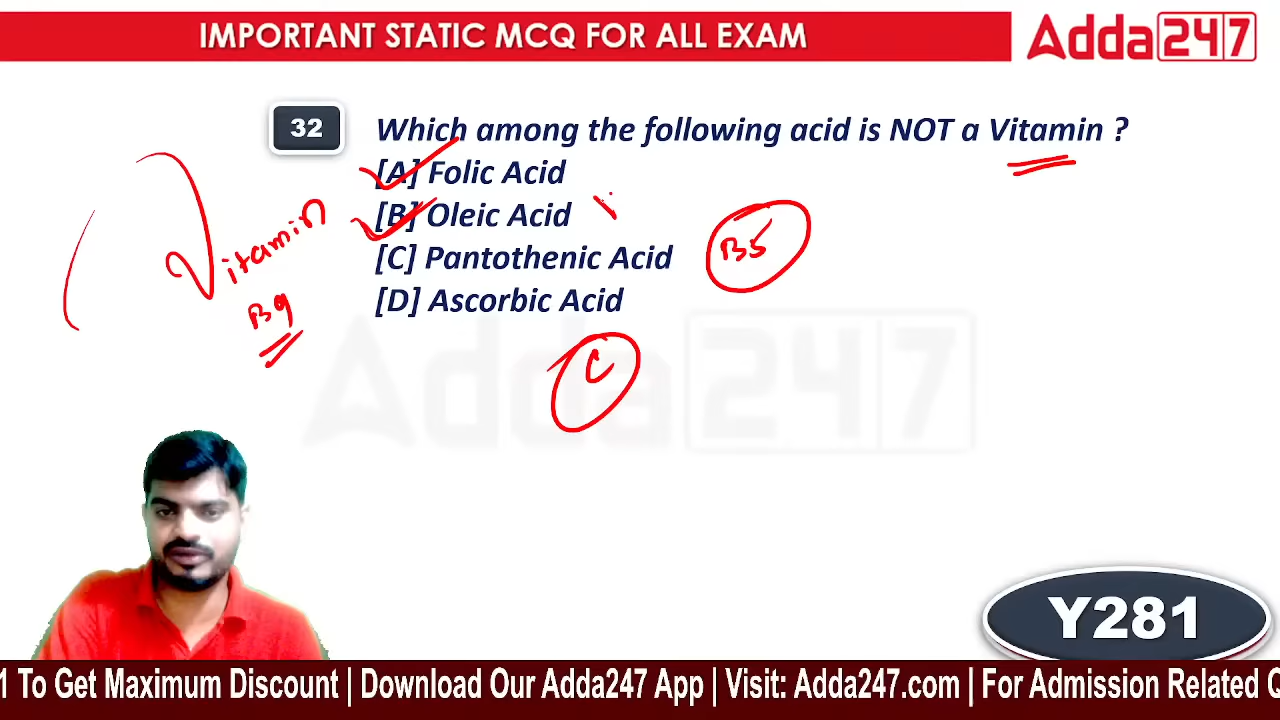 IMPORTANT STATIC MCQ FOR ALL EXAM
Adda247
32
Which among the following acid is NOT a Vitamin ?
[A] Folic Acid
[B] Oleic Acid
[C] Pantothenic Acid
[D] Ascorbic Acid
Vitamin
B9
B5
C
Adda247
Y281
1 To Get Maximum Discount | Download Our Adda247 App | Visit: Adda247.com | For Admission Related Q